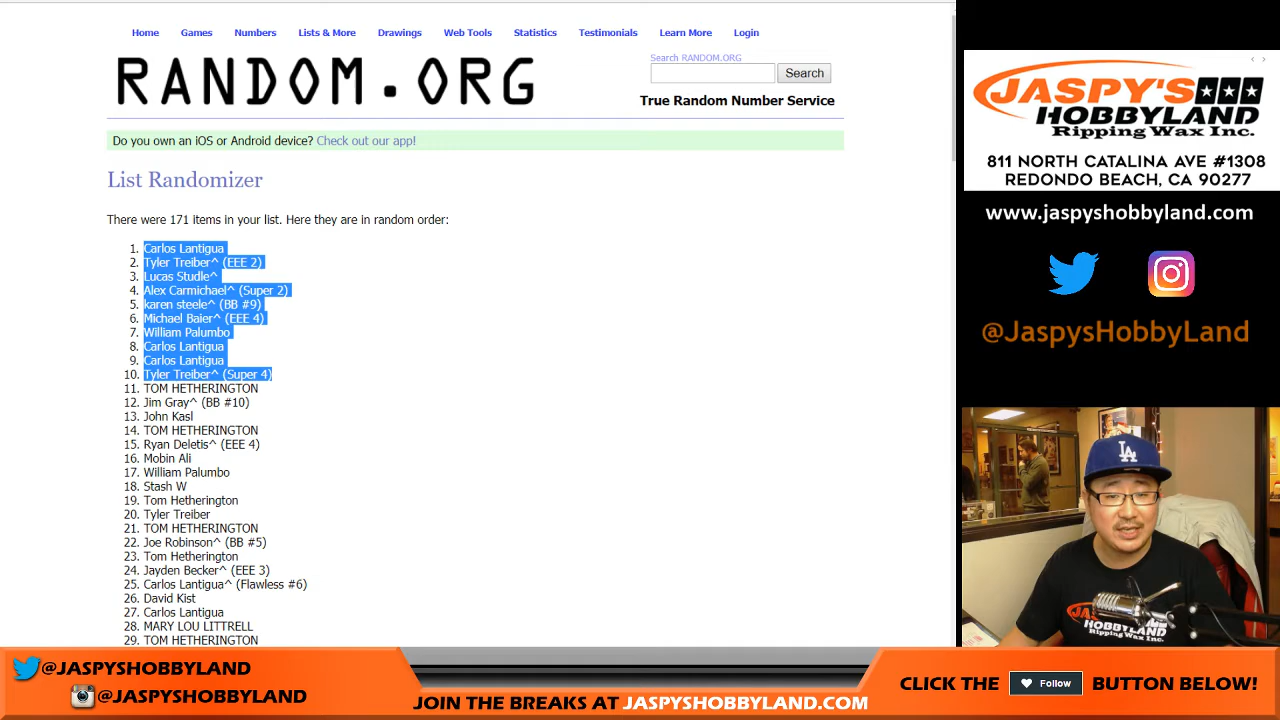 Home Games Numbers Lists & More Drawings Web Tools Statistics Testimonials Learn More Login
RANDOM.ORG
Search RANDOM.ORG
Search
True Random Number Service
Do you own an iOS or Android device? Check out our app!
List Randomizer
There were 171 items in your list. Here they are in random order:
1. Carlos Lantigua
2. Tyler Treiber^ (EEE 2)
3. Lucas Studle^
4. Alex Carmichael^ (Super 2)
5. karen steele^ (BB #9)
6. Michael Baier^ (EEE 4)
7. William Palumbo
8. Carlos Lantigua
9. Carlos Lantigua
10. Tyler Treiber^ (Super 4)
11. TOM HETHERINGTON
12. Jim Gray^ (BB #10)
13. John Kasl
14. TOM HETHERINGTON
15. Ryan Deletis^ (EEE 4)
16. Mobin Ali
17. William Palumbo
18. Stash W
19. Tom Hetherington
20. Tyler Treiber
21. TOM HETHERINGTON
22. Joe Robinson^ (BB #5)
23. Tom Hetherington
24. Jayden Becker^ (EEE 3)
25. Carlos Lantigua^ (Flawless #6)
26. David Kist
27. Carlos Lantigua
28. MARY LOU LITTRELL
29. TOM HETHERINGTON
JASPY'S
HOBBYLAND
Ripping Wax Inc.
811 NORTH CATALINA AVE #1308
REDONDO BEACH, CA 90277
www.jaspyshobbyland.com
@JaspysHobbyLand
LA
JASPY'S
HOBBYLAND
Ripping Wax Inc.
@JASPYSHOBBYLAND
@JASPYSHOBBYLAND
JOIN THE BREAKS AT JASPYSHOBBYLAND.COM
CLICK THE Follow BUTTON BELOW!